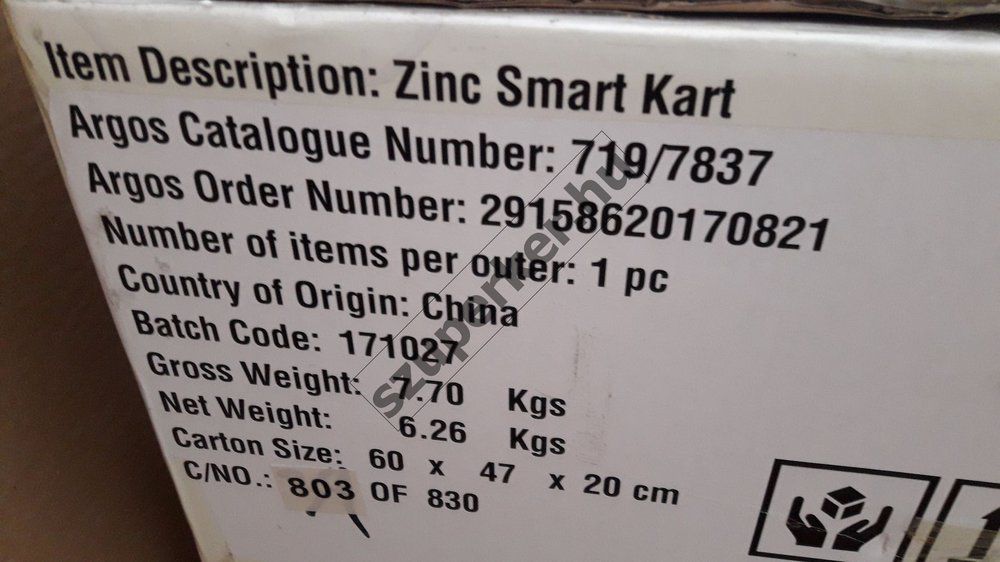 Item Description: Zinc Smart Kart
Argos Catalogue Number: 719/7837
Argos Order Number: 29158620170821
Number of items per outer: 1 pc
Country of Origin: China
Batch Code: 171027
Gross Weight: 7.70 Kgs
Net Weight: 6.26 Kgs
Carton Size: 60 x 47 x 20 cm
C/NO.: 803 OF 830